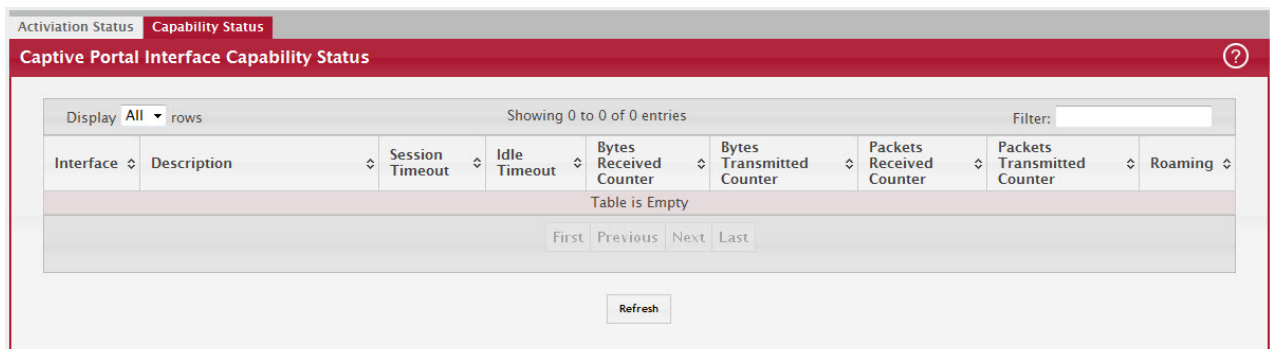 Activiation Status Capability Status
Captive Portal Interface Capability Status
?
Display All rows Showing 0 to 0 of 0 entries Filter:
Interface Description Session Timeout Idle Timeout Bytes Received Counter Bytes Transmitted Counter Packets Received Counter Packets Transmitted Counter Roaming
Table is Empty
First Previous Next Last
Refresh